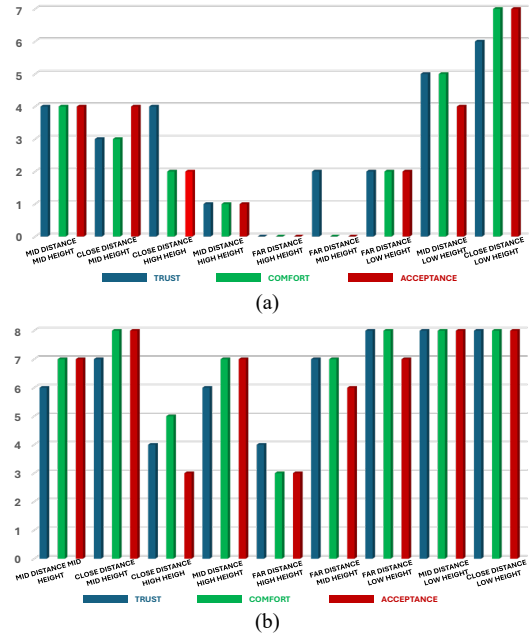 7
6
5
4
3
2
1
0
MID DISTANCE MID HEIGHT
CLOSE DISTANCE MID HEIGHT
CLOSE DISTANCE HIGH HEIGH
MID DISTANCE HIGH HEIGHT
FAR DISTANCE HIGH HEIGHT
FAR DISTANCE MID HEIGHT
FAR DISTANCE LOW HEIGHT
MID DISTANCE LOW HEIGHT
CLOSE DISTANCE LOW HEIGHT
TRUST COMFORT ACCEPTANCE
(a)
8
7
6
5
4
3
2
1
0
MID DISTANCE MID HEIGHT
CLOSE DISTANCE MID HEIGHT
CLOSE DISTANCE HIGH HEIGH
MID DISTANCE HIGH HEIGHT
FAR DISTANCE HIGH HEIGHT
FAR DISTANCE MID HEIGHT
FAR DISTANCE LOW HEIGHT
MID DISTANCE LOW HEIGHT
CLOSE DISTANCE LOW HEIGHT
TRUST COMFORT ACCEPTANCE
(b)